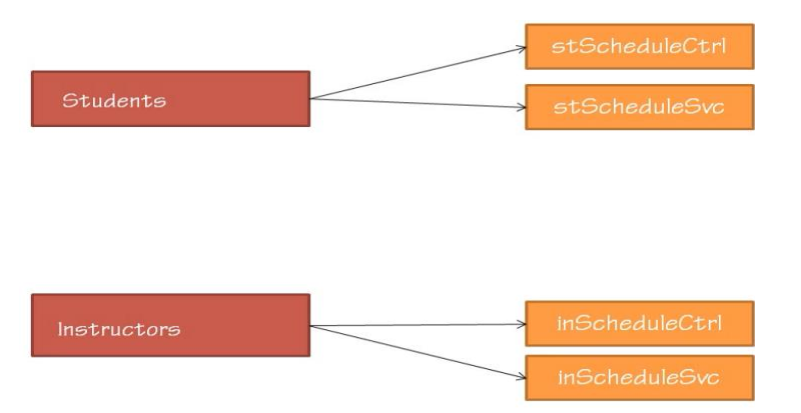 stScheduleCtrl
Students
stScheduleSvc
inScheduleCtrl
Instructors
inScheduleSvc